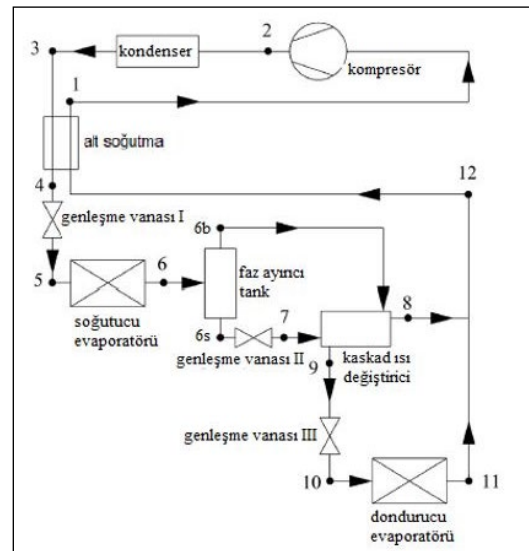 3
kondenser
2
kompresör
1
alt soğutma
4
genleşme vanası I
5
6
soğutucu
evaporatörü
6b
faz ayırıcı
tank
6s
7
genleşme vanası II
8
kaskad ısı
değiştirici
9
12
genleşme vanası III
10
11
dondurucu
evaporatörü